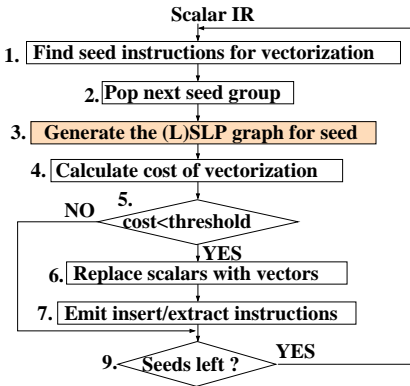 Scalar IR
1. Find seed instructions for vectorization
2. Pop next seed group
3. Generate the (L)SLP graph for seed
4. Calculate cost of vectorization
5.
NO
cost<threshold
YES
6. Replace scalars with vectors
7. Emit insert/extract instructions
9. Seeds left ?
YES